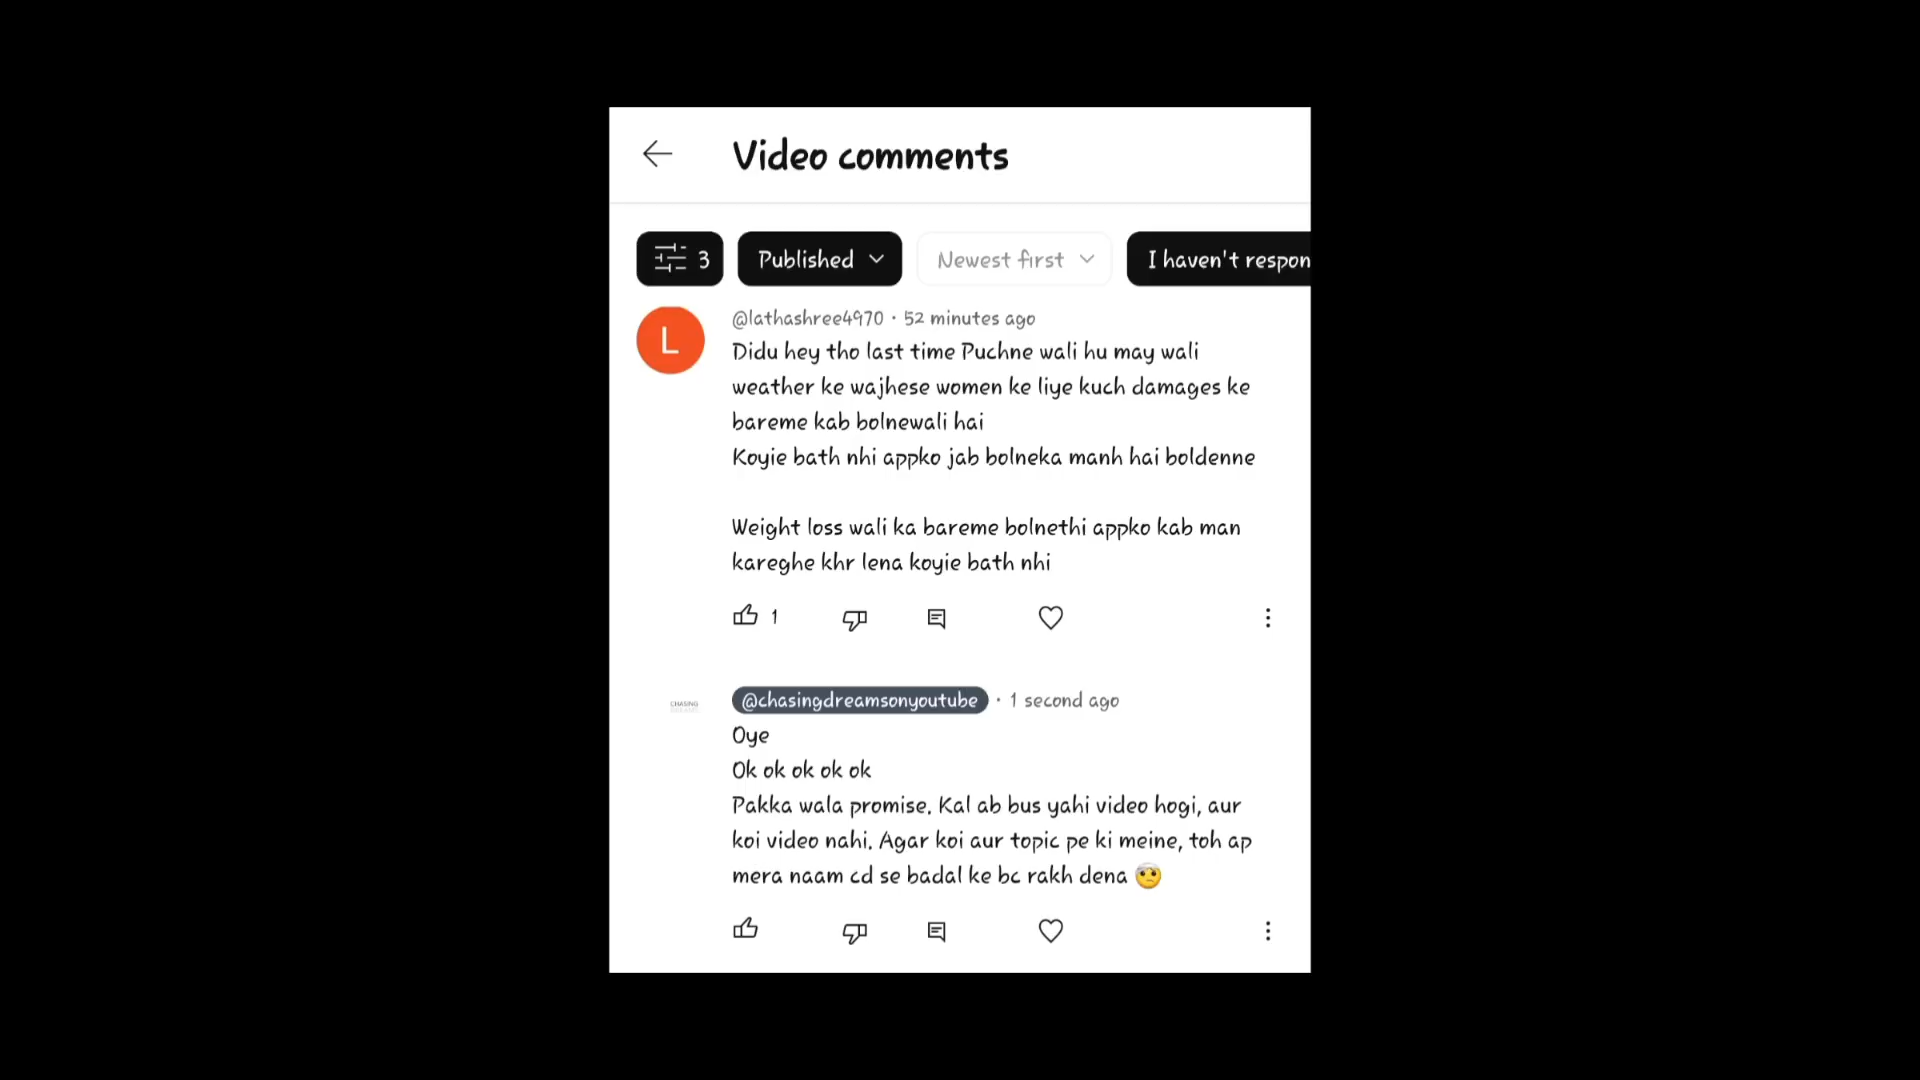 Video comments
3 Published Newest first I haven't respon
L
@lathashree4970 · 52 minutes ago
Didu hey tho last time Puchne wali hu may wali
weather ke wajhese women ke liye kuch damages ke
bareme kab bolnewali hai
Koyie bath nhi appko jab bolneka manh hai boldenne
Weight loss wali ka bareme bolnethi appko kab man
kareghe khr lena koyie bath nhi
1
CHASING
@chasingdreamsonyoutube · 1 second ago
Oye
Ok ok ok ok ok
Pakka wala promise. Kal ab bus yahi video hogi, aur
koi video nahi. Agar koi aur topic pe ki meine, toh ap
mera naam cd se badal ke bc rakh dena 🤕